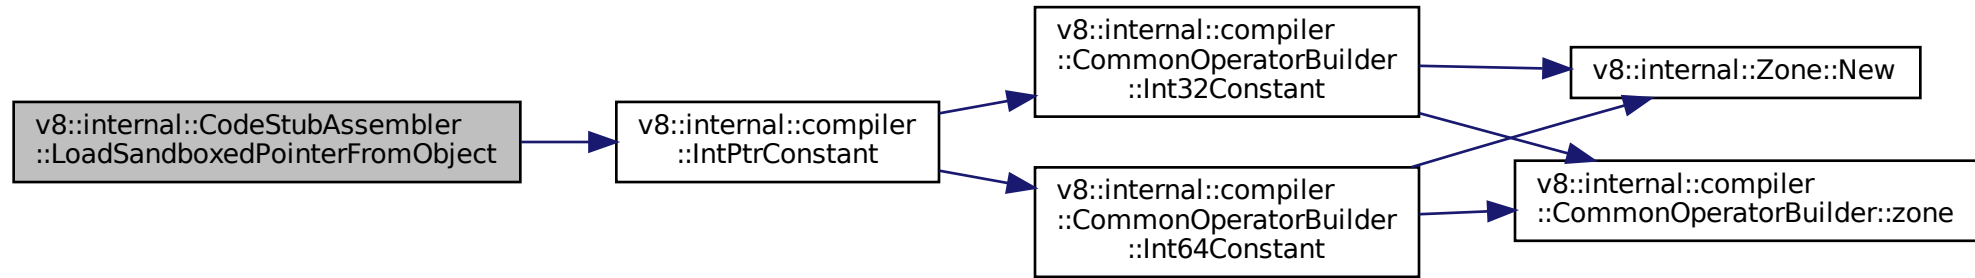 v8::internal::CodeStubAssembler
::LoadSandboxedPointerFromObject
v8::internal::compiler
::IntPtrConstant
v8::internal::compiler
::CommonOperatorBuilder
::Int32Constant
v8::internal::compiler
::CommonOperatorBuilder
::Int64Constant
v8::internal::Zone::New
v8::internal::compiler
::CommonOperatorBuilder::zone